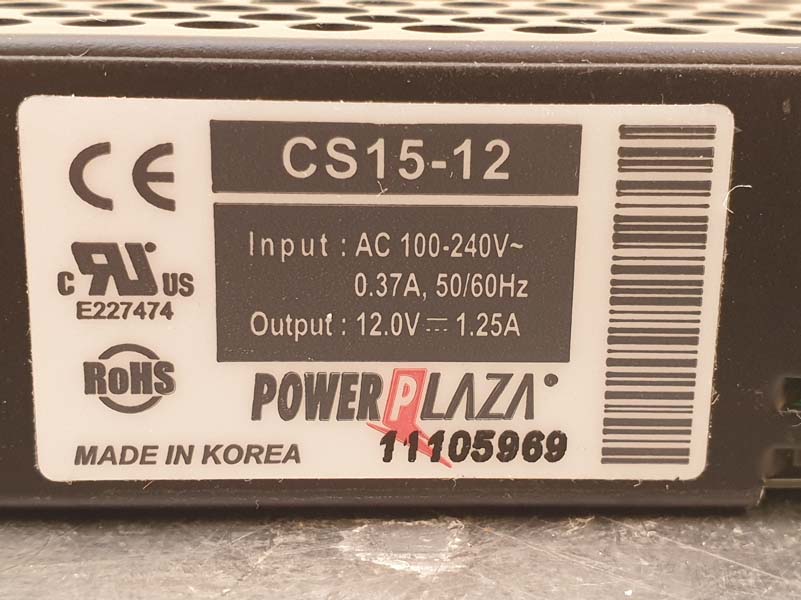 CE
CS15-12
Input : AC 100-240V~
0.37A, 50/60Hz
Output : 12.0V ⎓ 1.25A
c RU US
E227474
RoHS
POWERPLAZA
MADE IN KOREA
11105969